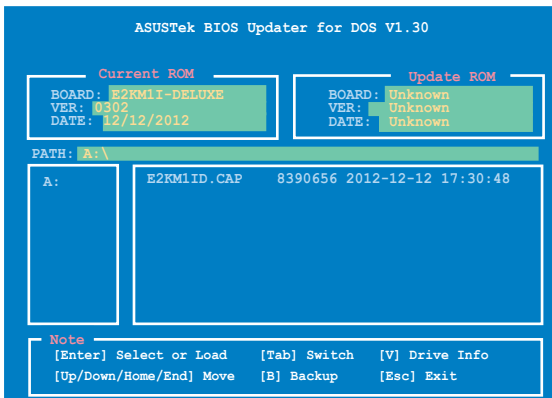 ASUSTek BIOS Updater for DOS V1.30
Current ROM
BOARD: E2KM1I-DELUXE
VER: 0302
DATE: 12/12/2012
Update ROM
BOARD: Unknown
VER: Unknown
DATE: Unknown
PATH: A:\
A:
E2KM1ID.CAP 8390656 2012-12-12 17:30:48
Note
[Enter] Select or Load [Tab] Switch [V] Drive Info
[Up/Down/Home/End] Move [B] Backup [Esc] Exit